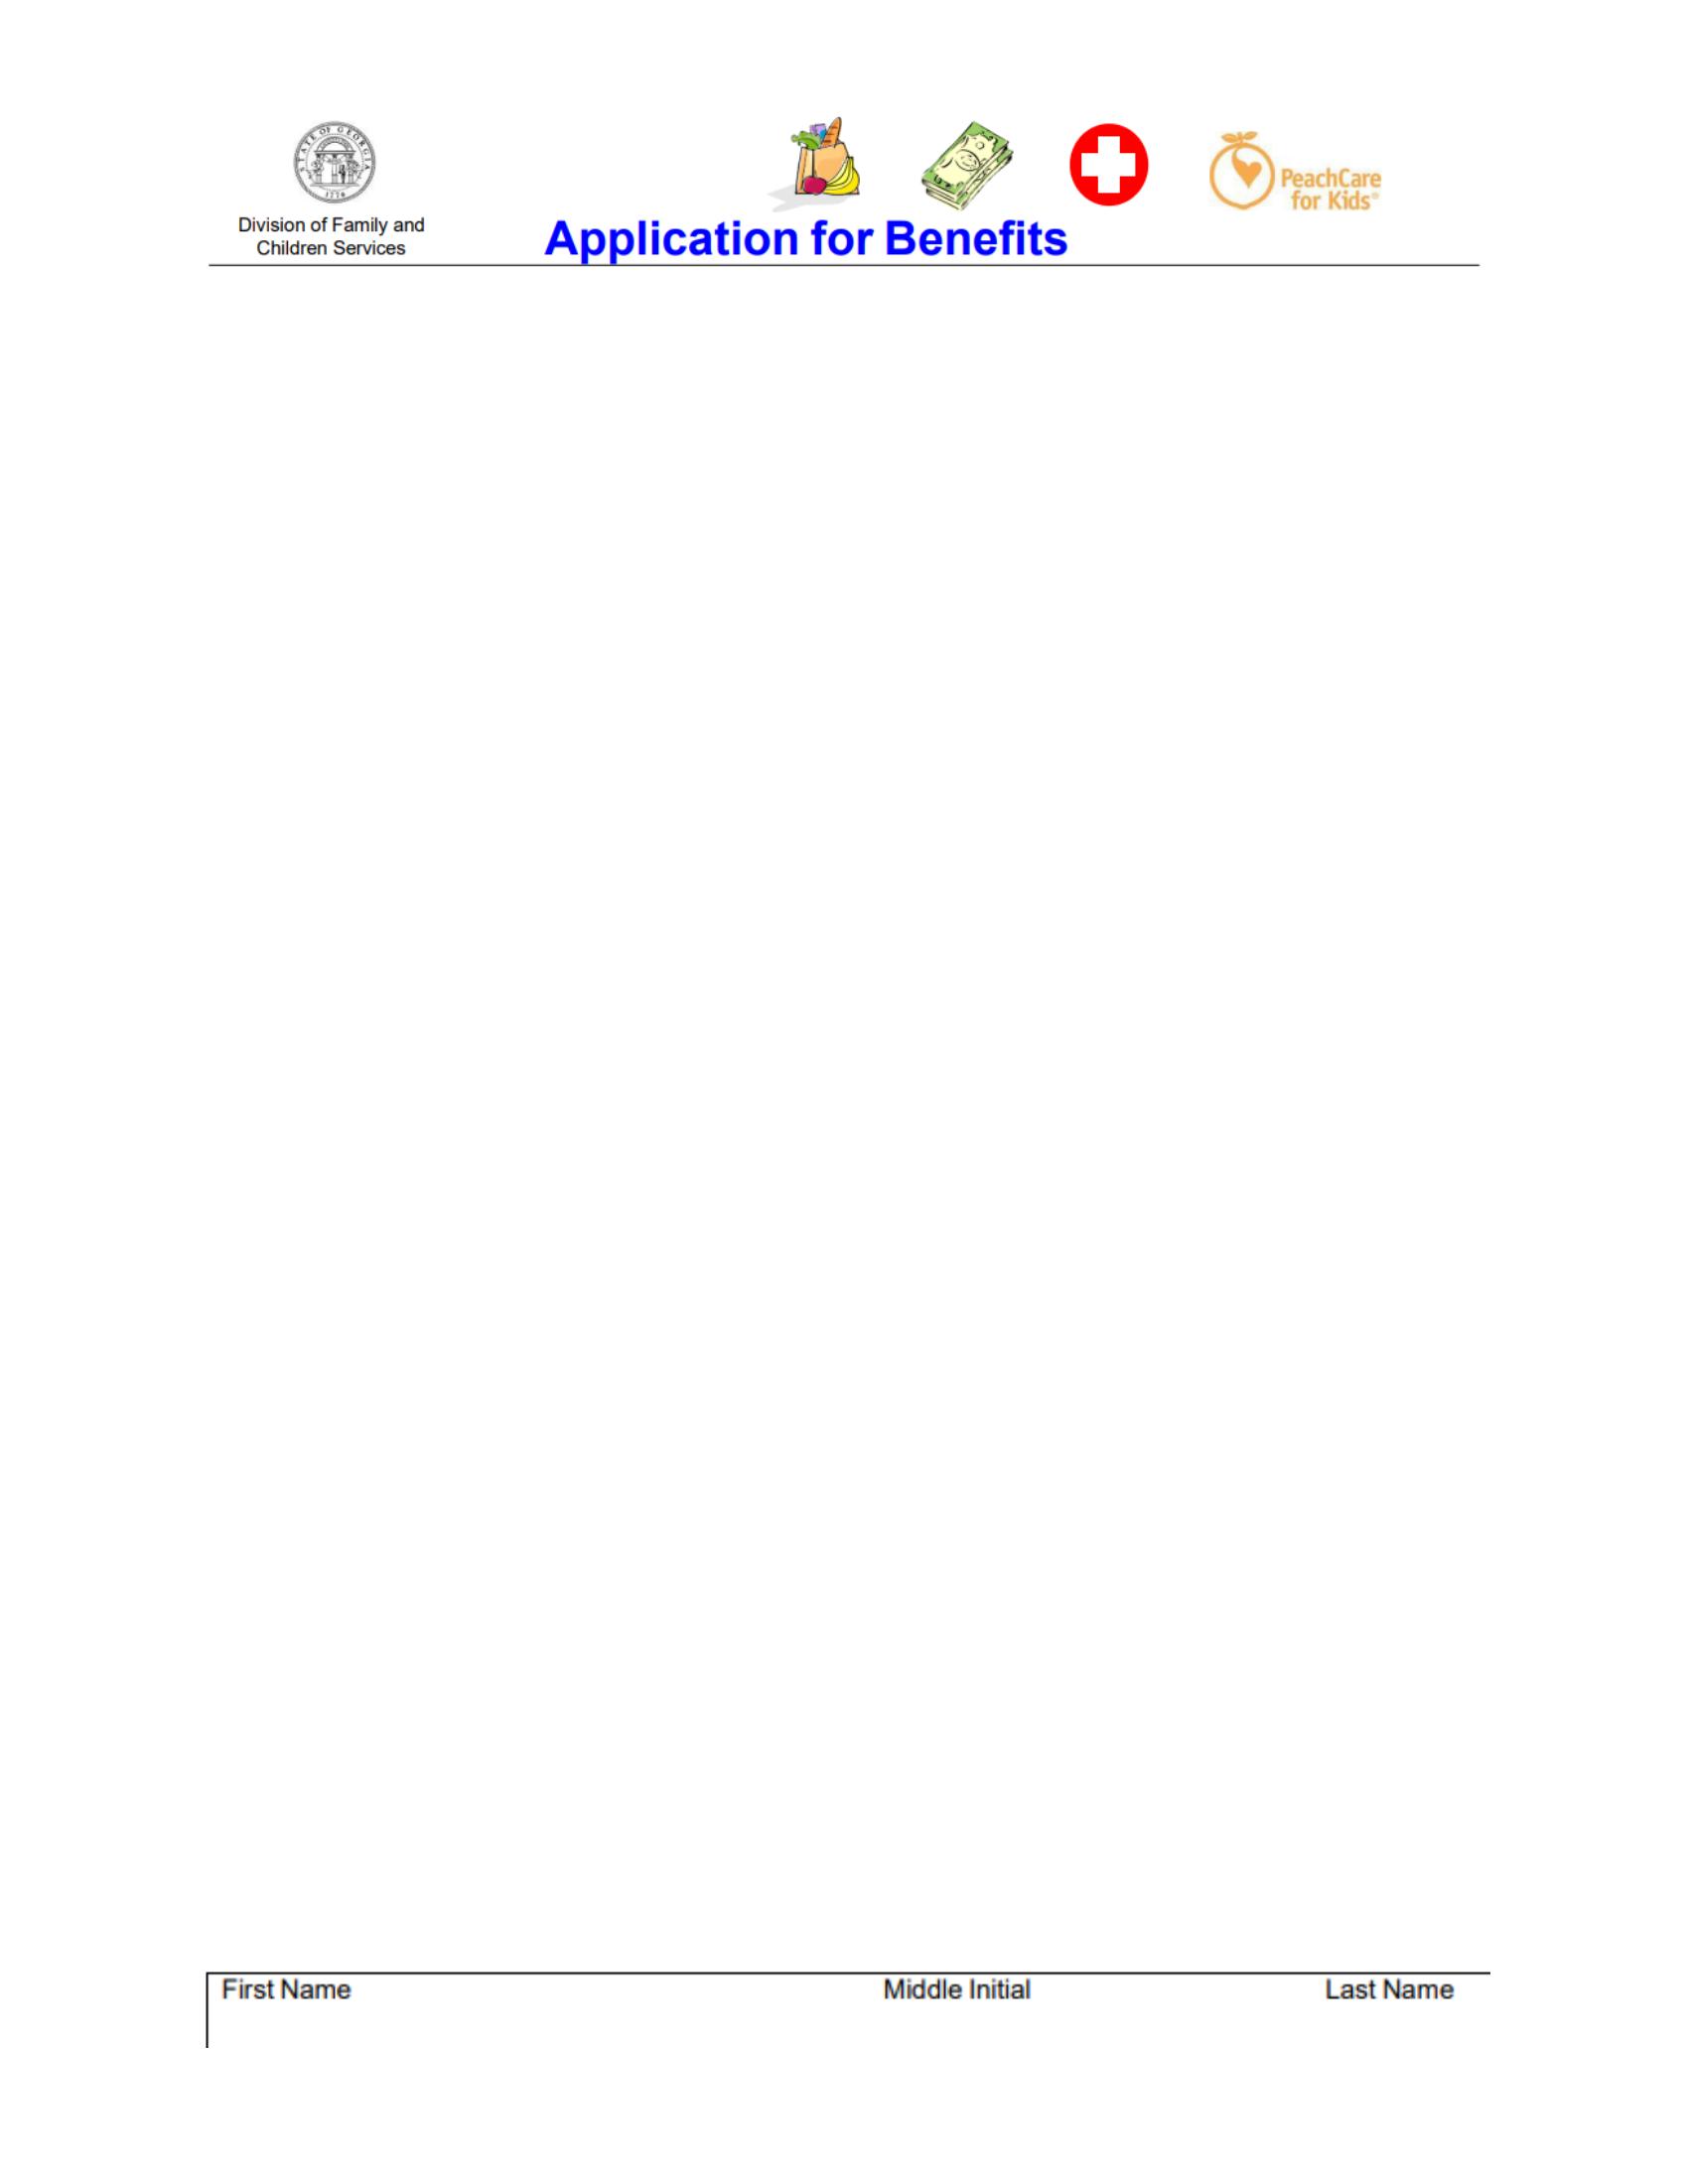 STATE OF GEORGIA
1776
Division of Family and
Children Services
Application for Benefits
PeachCare
for Kids®
First Name Middle Initial Last Name